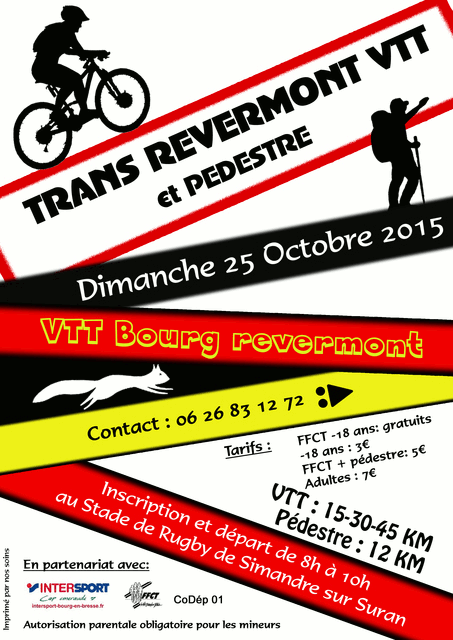 TRANS REVERMONT VTT
et PEDESTRE
Dimanche 25 Octobre 2015
VTT Bourg revermont
Contact : 06 26 83 12 72
Tarifs :
FFCT -18 ans: gratuits
-18 ans : 3€
FFCT + pédestre: 5€
Adultes : 7€
VTT : 15-30-45 KM
Pédestre : 12 KM
Inscription et départ de 8h à 10h
au Stade de Rugby de Simandre sur Suran
En partenariat avec:
INTERSPORT
intersport-bourg-en-bresse.fr
FFCT
CoDép 01
Autorisation parentale obligatoire pour les mineurs
Imprimé par nos soins